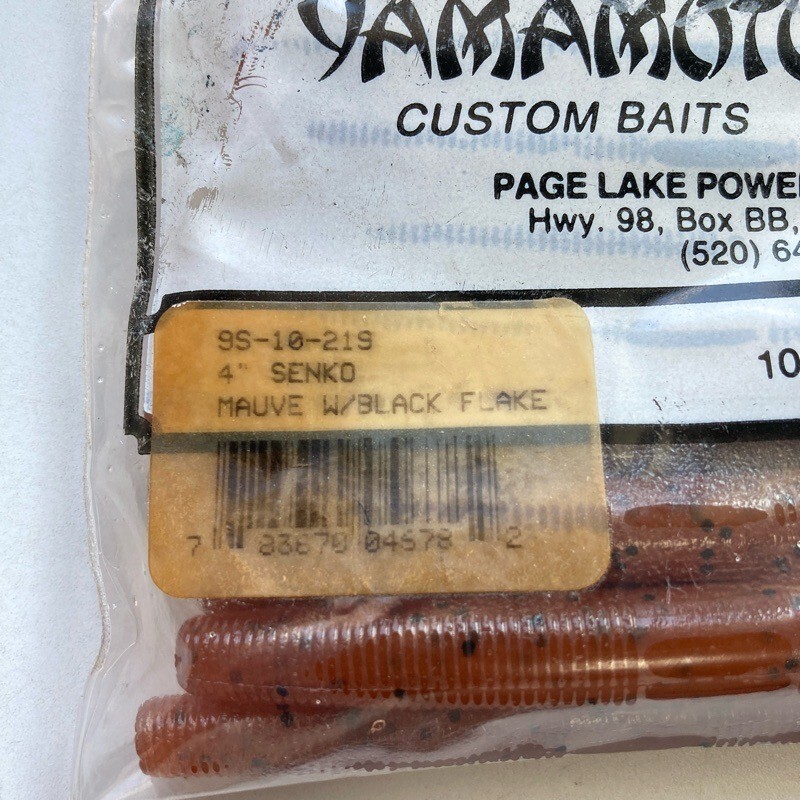 YAMAMOTO
CUSTOM BAITS
PAGE LAKE POWE
Hwy. 98, Box BB,
(520) 64
10
9S-10-219
4" SENKO
MAUVE W/BLACK FLAKE
7 83670 04678 2